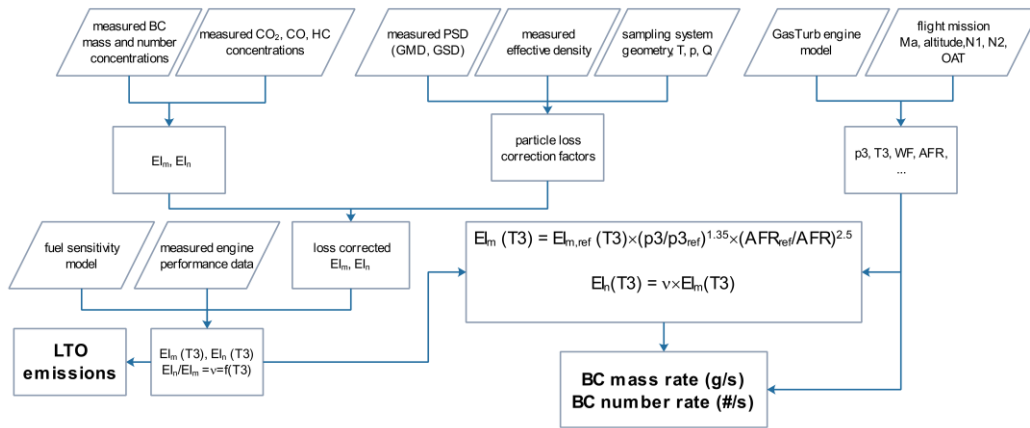 measured BC
mass and number
concentrations
measured CO₂, CO, HC
concentrations
measured PSD
(GMD, GSD)
measured
effective density
sampling system
geometry, T, p, Q
GasTurb engine
model
flight mission
Ma, altitude,N1, N2,
OAT
EIₘ, EIₙ
particle loss
correction factors
p3, T3, WF, AFR,
...
fuel sensitivity
model
measured engine
performance data
loss corrected
EIₘ, EIₙ
EIₘ (T3) = EIₘ,ref (T3)×(p3/p3ref)^1.35×(AFRref/AFR)^2.5
EIₙ(T3) = ν×EIₘ(T3)
LTO
emissions
EIₘ (T3), EIₙ (T3)
EIₙ/EIₘ =ν=f(T3)
BC mass rate (g/s)
BC number rate (#/s)